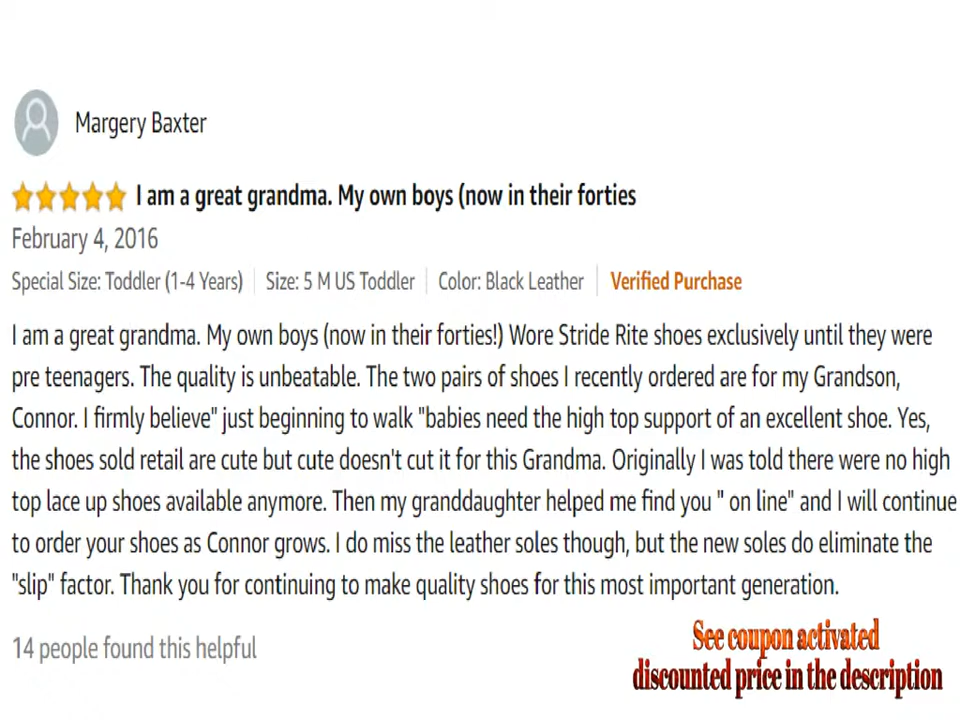 Margery Baxter
I am a great grandma. My own boys (now in their forties
February 4, 2016
Special Size: Toddler (1-4 Years) | Size: 5 M US Toddler | Color: Black Leather | Verified Purchase
I am a great grandma. My own boys (now in their forties!) Wore Stride Rite shoes exclusively until they were
pre teenagers. The quality is unbeatable. The two pairs of shoes I recently ordered are for my Grandson,
Connor. I firmly believe" just beginning to walk "babies need the high top support of an excellent shoe. Yes,
the shoes sold retail are cute but cute doesn't cut it for this Grandma. Originally I was told there were no high
top lace up shoes available anymore. Then my granddaughter helped me find you " on line" and I will continue
to order your shoes as Connor grows. I do miss the leather soles though, but the new soles do eliminate the
"slip" factor. Thank you for continuing to make quality shoes for this most important generation.
14 people found this helpful
See coupon activated
discounted price in the description